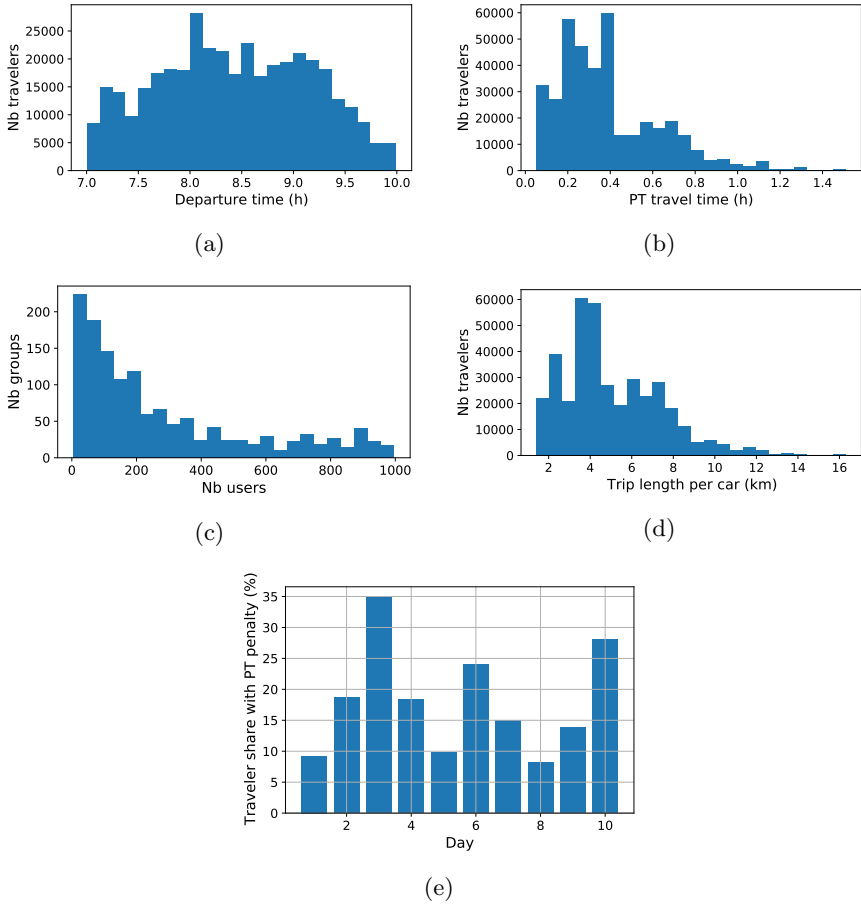 Nb travelers
25000
20000
15000
10000
5000
0
7.0 7.5 8.0 8.5 9.0 9.5 10.0
Departure time (h)
(a)
Nb travelers
60000
50000
40000
30000
20000
10000
0
0.0 0.2 0.4 0.6 0.8 1.0 1.2 1.4
PT travel time (h)
(b)
Nb groups
200
150
100
50
0
0 200 400 600 800 1000
Nb users
(c)
Nb travelers
60000
50000
40000
30000
20000
10000
0
2 4 6 8 10 12 14 16
Trip length per car (km)
(d)
Traveler share with PT penalty (%)
35
30
25
20
15
10
5
0
2 4 6 8 10
Day
(e)